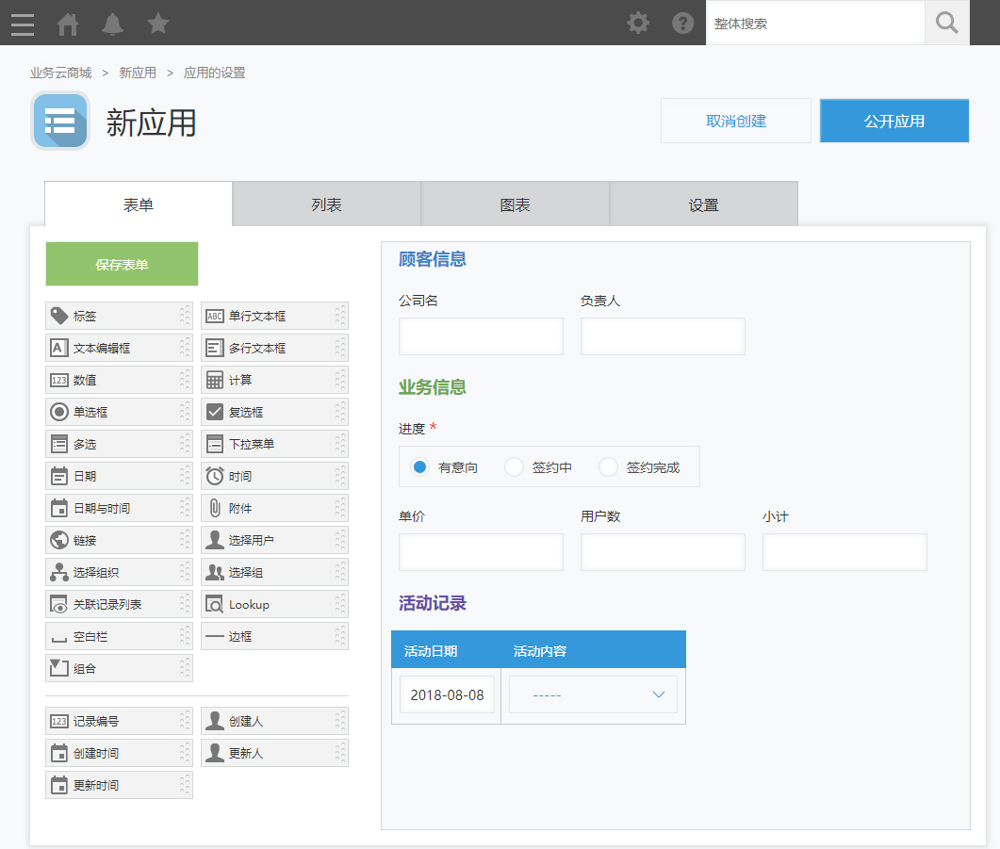 整体搜索
业务云商城 > 新应用 > 应用的设置
新应用
取消创建
公开应用
表单
列表
图表
设置
保存表单
标签
ABC 单行文本框
A 文本编辑框
多行文本框
123 数值
计算
单选框
复选框
多选
下拉菜单
日期
时间
日期与时间
附件
链接
选择用户
选择组织
选择组
关联记录列表
Lookup
空白栏
边框
组合
123 记录编号
创建人
创建时间
更新人
更新时间
顾客信息
公司名
负责人
业务信息
进度 *
有意向
签约中
签约完成
单价
用户数
小计
活动记录
活动日期
活动内容
2018-08-08
-----